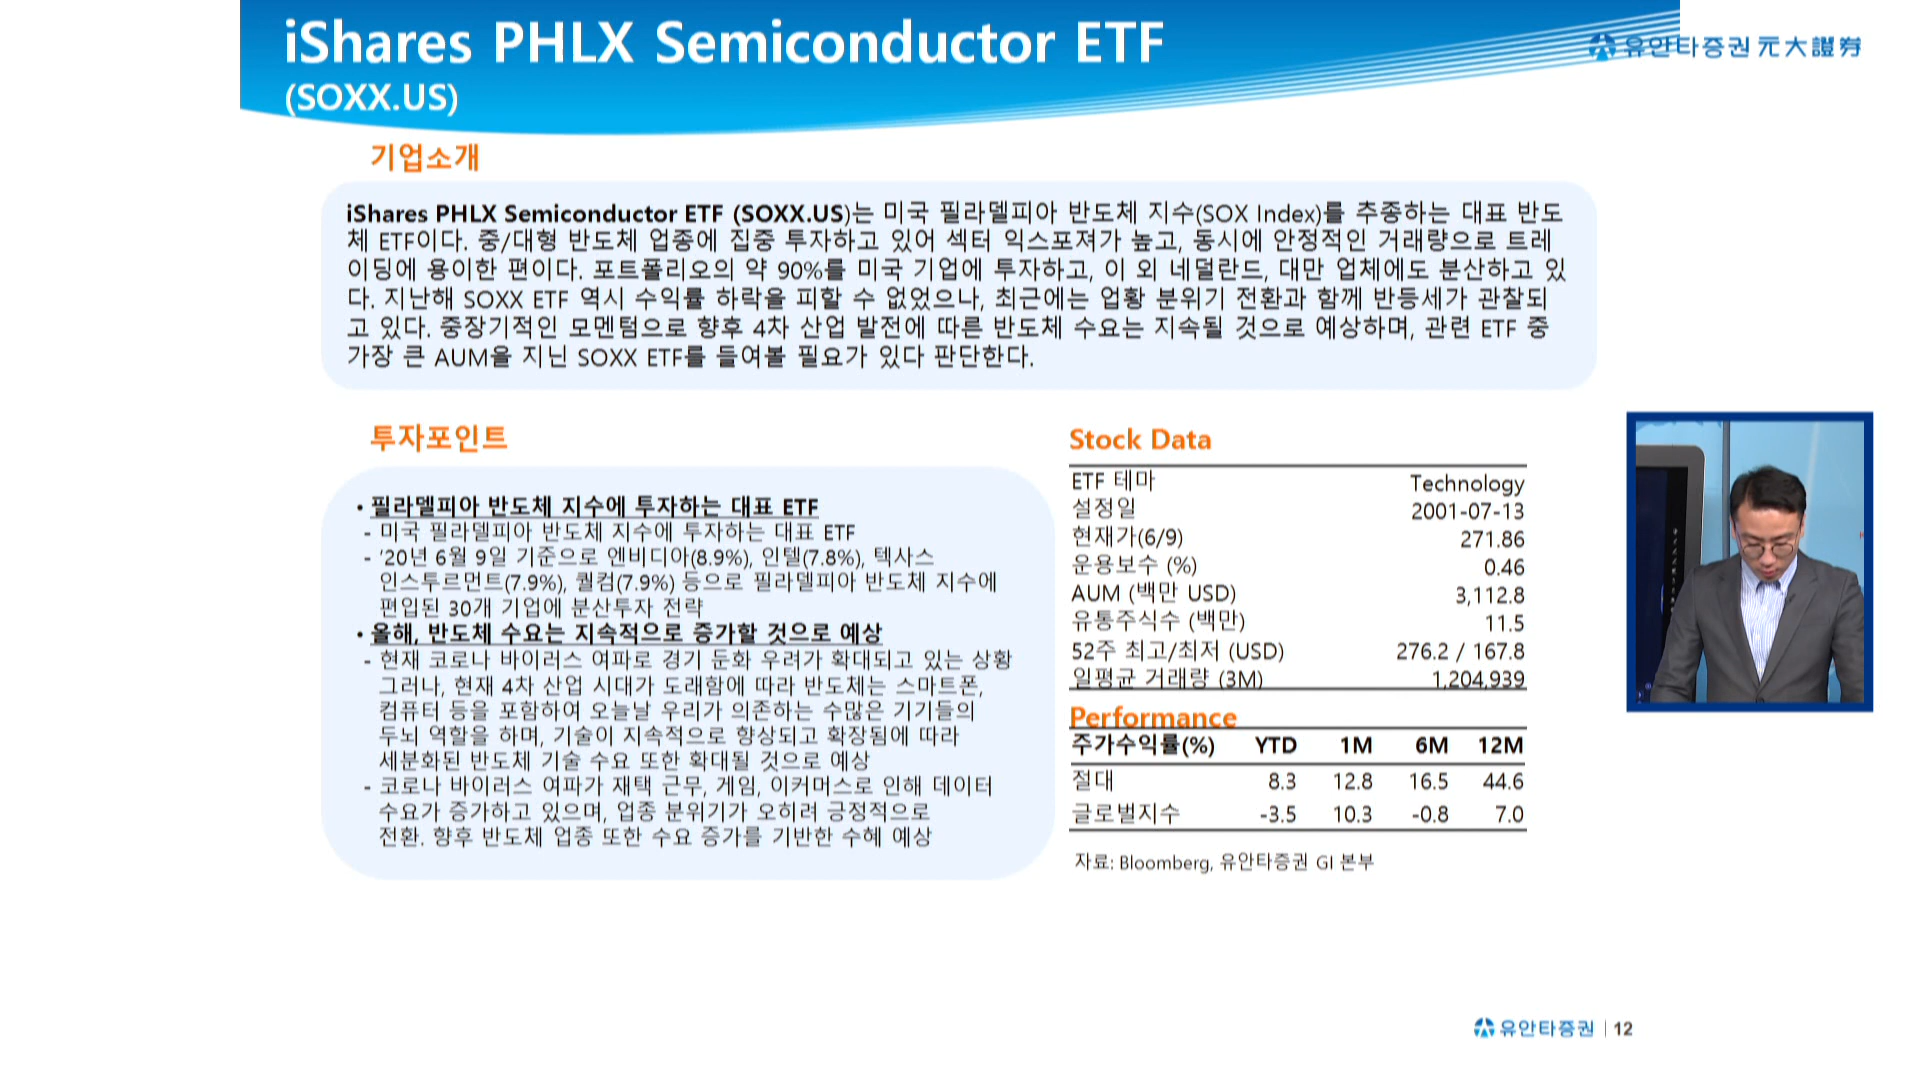 iShares PHLX Semiconductor ETF
(SOXX.US)
유안타증권 元大證券
기업소개
iShares PHLX Semiconductor ETF (SOXX.US)는 미국 필라델피아 반도체 지수(SOX Index)를 추종하는 대표 반도
체 ETF이다. 중/대형 반도체 업종에 집중 투자하고 있어 섹터 익스포져가 높고, 동시에 안정적인 거래량으로 트레
이딩에 용이한 편이다. 포트폴리오의 약 90%를 미국 기업에 투자하고, 이 외 네덜란드, 대만 업체에도 분산하고 있
다. 지난해 SOXX ETF 역시 수익률 하락을 피할 수 없었으나, 최근에는 업황 분위기 전환과 함께 반등세가 관찰되
고 있다. 중장기적인 모멘텀으로 향후 4차 산업 발전에 따른 반도체 수요는 지속될 것으로 예상하며, 관련 ETF 중
가장 큰 AUM을 지닌 SOXX ETF를 들여볼 필요가 있다 판단한다.
투자포인트
• 필라델피아 반도체 지수에 투자하는 대표 ETF
- 미국 필라델피아 반도체 지수에 투자하는 대표 ETF
- ‘20년 6월 9일 기준으로 엔비디아(8.9%), 인텔(7.8%), 텍사스
인스투르먼트(7.9%), 퀄컴(7.9%) 등으로 필라델피아 반도체 지수에
편입된 30개 기업에 분산투자 전략
• 올해, 반도체 수요는 지속적으로 증가할 것으로 예상
- 현재 코로나 바이러스 여파로 경기 둔화 우려가 확대되고 있는 상황
그러나, 현재 4차 산업 시대가 도래함에 따라 반도체는 스마트폰,
컴퓨터 등을 포함하여 오늘날 우리가 의존하는 수많은 기기들의
두뇌 역할을 하며, 기술이 지속적으로 향상되고 확장됨에 따라
세분화된 반도체 기술 수요 또한 확대될 것으로 예상
- 코로나 바이러스 여파가 재택 근무, 게임, 이커머스로 인해 데이터
수요가 증가하고 있으며, 업종 분위기가 오히려 긍정적으로
전환. 향후 반도체 업종 또한 수요 증가를 기반한 수혜 예상
Stock Data
ETF 테마 Technology
설정일 2001-07-13
현재가(6/9) 271.86
운용보수 (%) 0.46
AUM (백만 USD) 3,112.8
유통주식수 (백만) 11.5
52주 최고/최저 (USD) 276.2 / 167.8
일평균 거래량 (3M) 1,204,939
Performance
주가수익률(%) YTD 1M 6M 12M
절대 8.3 12.8 16.5 44.6
글로벌지수 -3.5 10.3 -0.8 7.0
자료: Bloomberg, 유안타증권 GI 본부
유안타증권 | 12